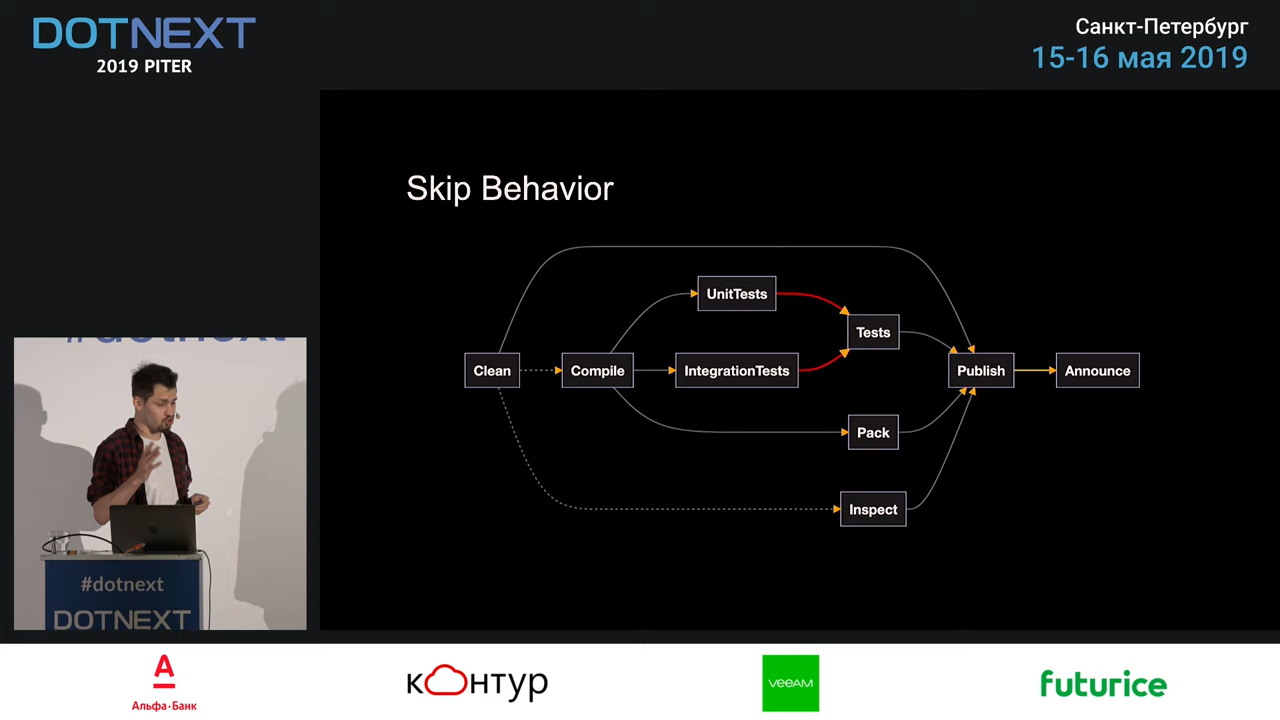 DOTNEXT
2019 PITER
Санкт-Петербург
15-16 мая 2019
Skip Behavior
UnitTests
Tests
Clean
Compile
IntegrationTests
Publish
Announce
Pack
Inspect
#dotnext
#dotnext
DOTNEXT
А
Альфа·Банк
контур
veeam
futurice